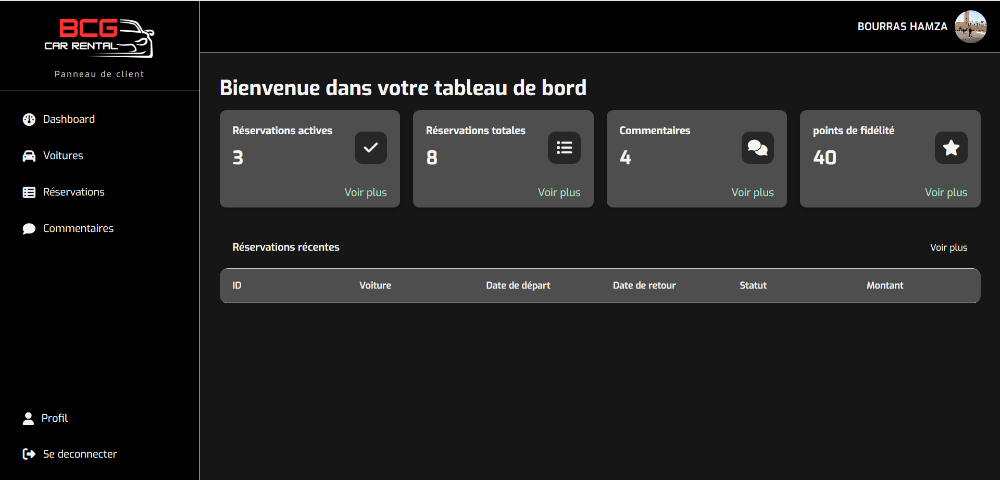 BCG
CAR RENTAL
Panneau de client
Dashboard
Voitures
Réservations
Commentaires
Profil
Se deconnecter
BOURRAS HAMZA
Bienvenue dans votre tableau de bord
Réservations actives
3
Voir plus
Réservations totales
8
Voir plus
Commentaires
4
Voir plus
points de fidélité
40
Voir plus
Réservations récentes
Voir plus
ID Voiture Date de départ Date de retour Statut Montant